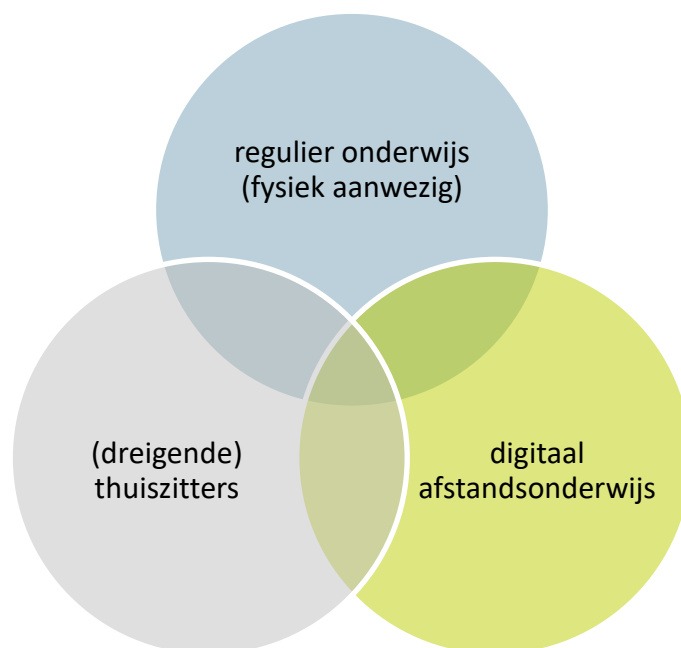 regulier onderwijs
(fysiek aanwezig)
(dreigende)
thuiszitters
digitaal
afstandsonderwijs